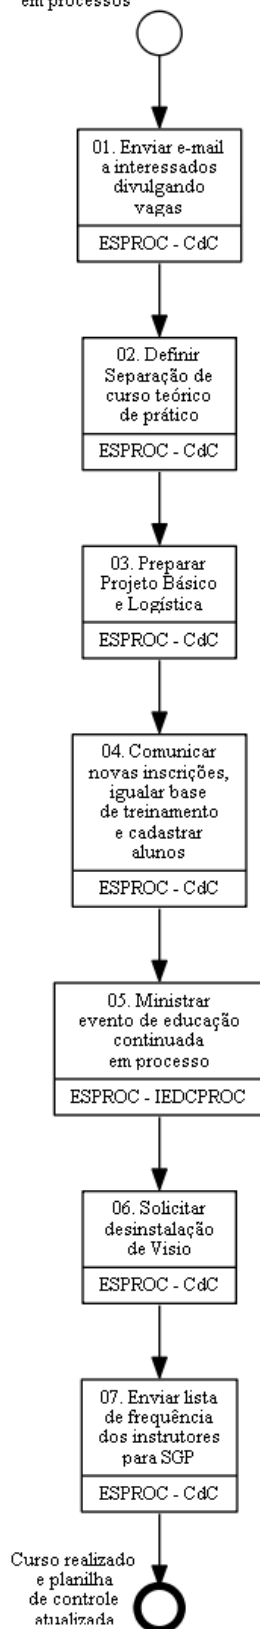 em processos
01. Enviar e-mail
a interessados
divulgando
vagas
ESPROC - CdC
02. Definir
Separação de
curso teórico
de prático
ESPROC - CdC
03. Preparar
Projeto Básico
e Logística
ESPROC - CdC
04. Comunicar
novas inscrições,
igualar base
de treinamento
e cadastrar
alunos
ESPROC - CdC
05. Ministrar
evento de educação
continuada
em processo
ESPROC - IEDCPROC
06. Solicitar
desinstalação
de Visio
ESPROC - CdC
07. Enviar lista
de frequência
dos instrutores
para SGP
ESPROC - CdC
Curso realizado
e planilha
de controle
atualizada